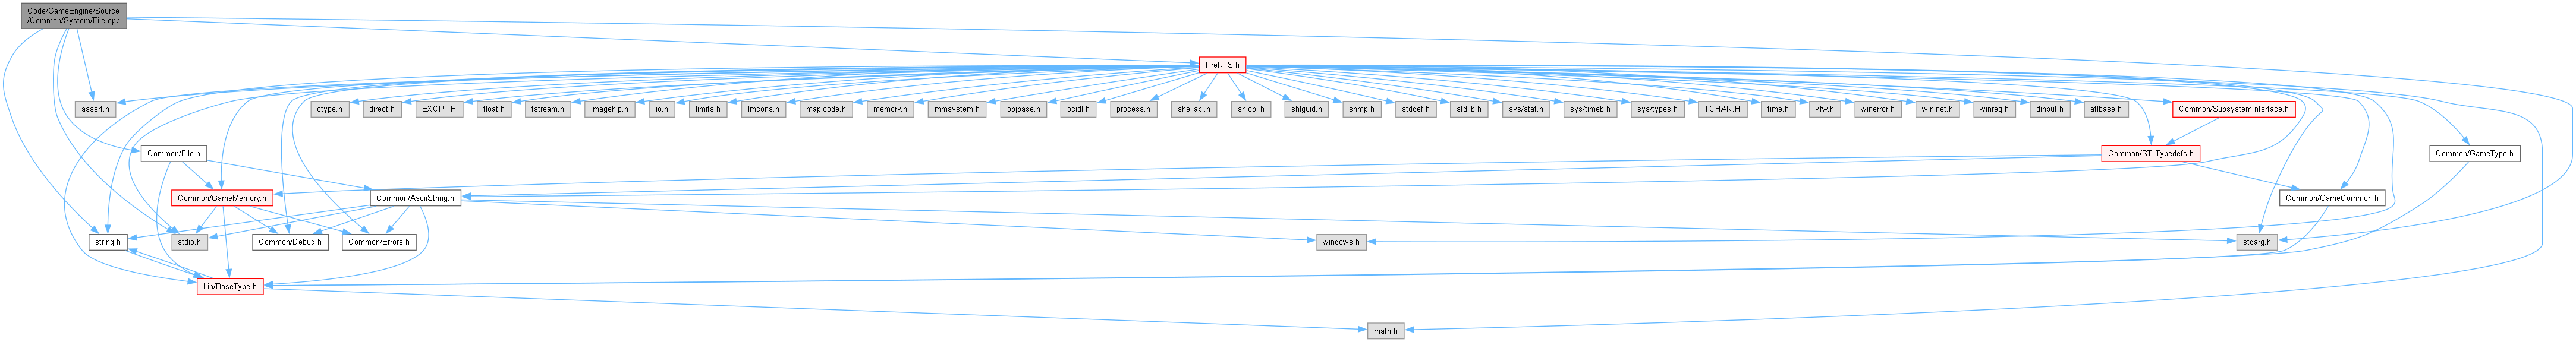 Code/GameEngine/Source
/Common/System/File.cpp
PreRTS.h
assert.h
ctype.h
direct.h
EXCPT.H
float.h
fstream.h
imagehlp.h
io.h
limits.h
lmcons.h
mapicode.h
memory.h
mmsystem.h
objbase.h
ocidl.h
process.h
shellapi.h
shlobj.h
shlguid.h
snmp.h
stddef.h
stdlib.h
sys/stat.h
sys/timeb.h
sys/types.h
TCHAR.H
time.h
vfw.h
winerror.h
wininet.h
winreg.h
dinput.h
atlbase.h
Common/SubsystemInterface.h
Common/File.h
Common/STLTypedefs.h
Common/GameType.h
Common/GameMemory.h
Common/AsciiString.h
Common/GameCommon.h
string.h
stdio.h
Common/Debug.h
Common/Errors.h
windows.h
stdarg.h
Lib/BaseType.h
math.h